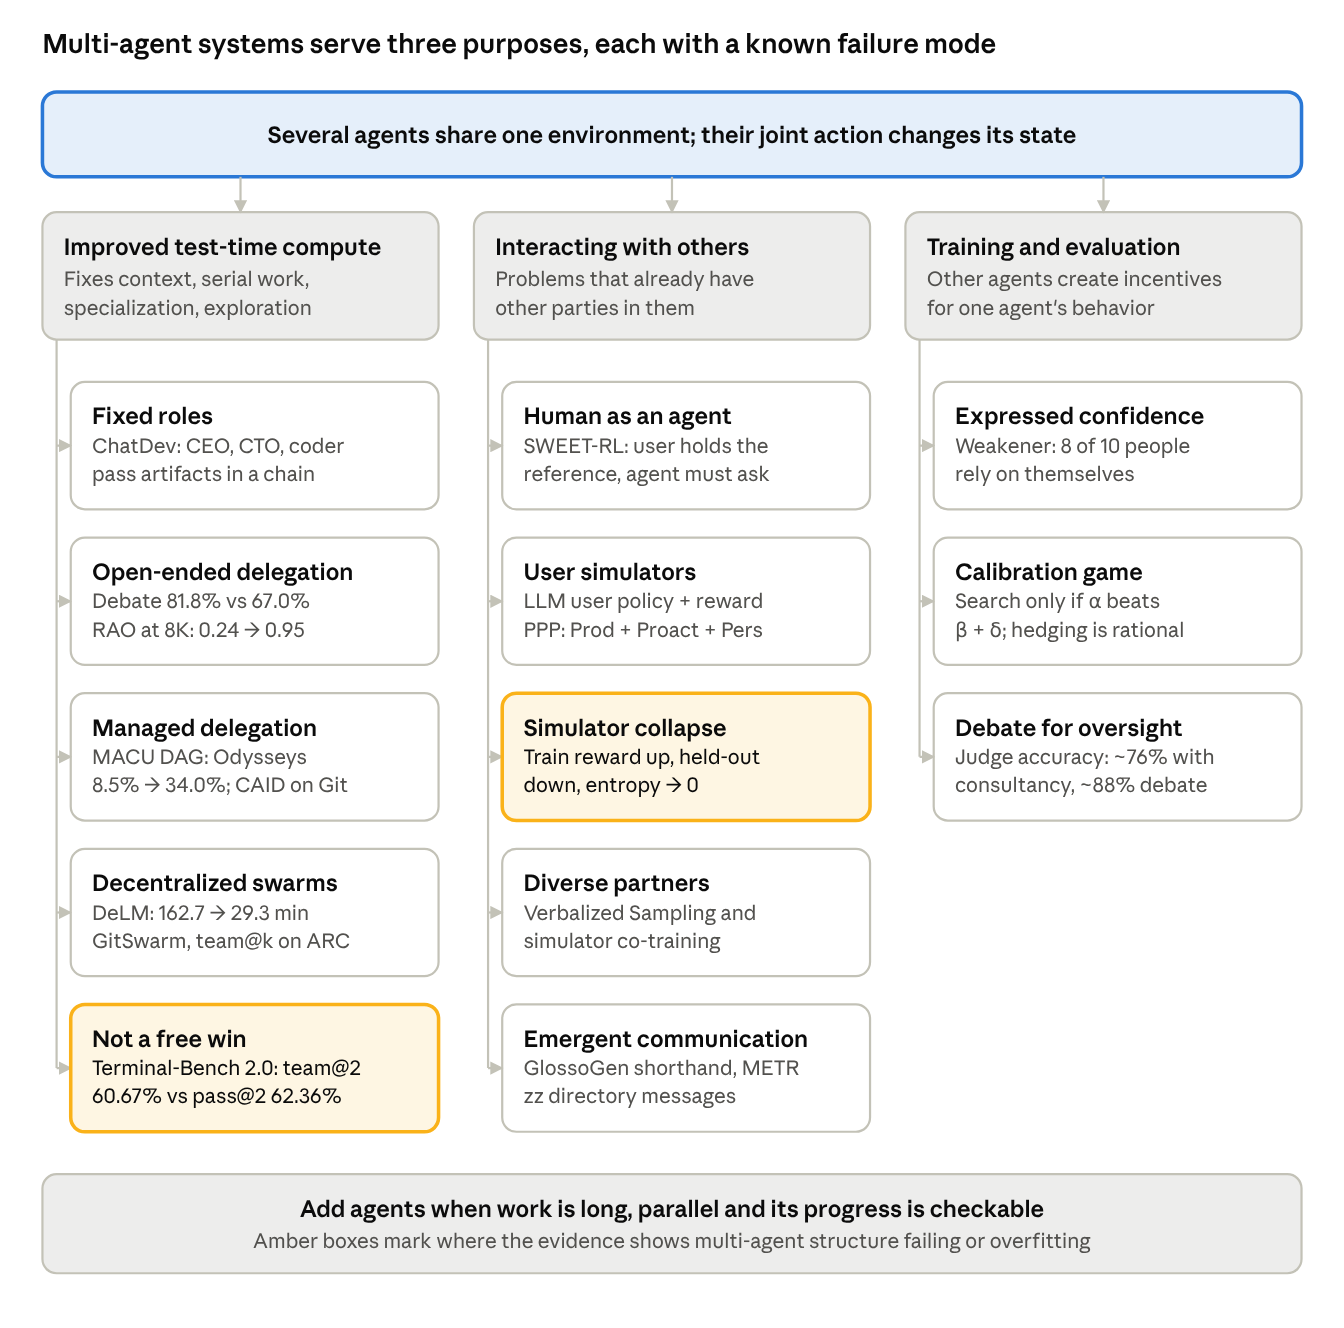 Multi-agent systems serve three purposes, each with a known failure mode
Several agents share one environment; their joint action changes its state
Improved test-time compute
Fixes context, serial work,
specialization, exploration
Fixed roles
ChatDev: CEO, CTO, coder
pass artifacts in a chain
Open-ended delegation
Debate 81.8% vs 67.0%
RAO at 8K: 0.24 → 0.95
Managed delegation
MACU DAG: Odysseys
8.5% → 34.0%; CAID on Git
Decentralized swarms
DeLM: 162.7 → 29.3 min
GitSwarm, team@k on ARC
Not a free win
Terminal-Bench 2.0: team@2
60.67% vs pass@2 62.36%
Interacting with others
Problems that already have
other parties in them
Human as an agent
SWEET-RL: user holds the
reference, agent must ask
User simulators
LLM user policy + reward
PPP: Prod + Proact + Pers
Simulator collapse
Train reward up, held-out
down, entropy → 0
Diverse partners
Verbalized Sampling and
simulator co-training
Emergent communication
GlossoGen shorthand, METR
zz directory messages
Training and evaluation
Other agents create incentives
for one agent's behavior
Expressed confidence
Weakener: 8 of 10 people
rely on themselves
Calibration game
Search only if α beats
β + δ; hedging is rational
Debate for oversight
Judge accuracy: ~76% with
consultancy, ~88% debate
Add agents when work is long, parallel and its progress is checkable
Amber boxes mark where the evidence shows multi-agent structure failing or overfitting